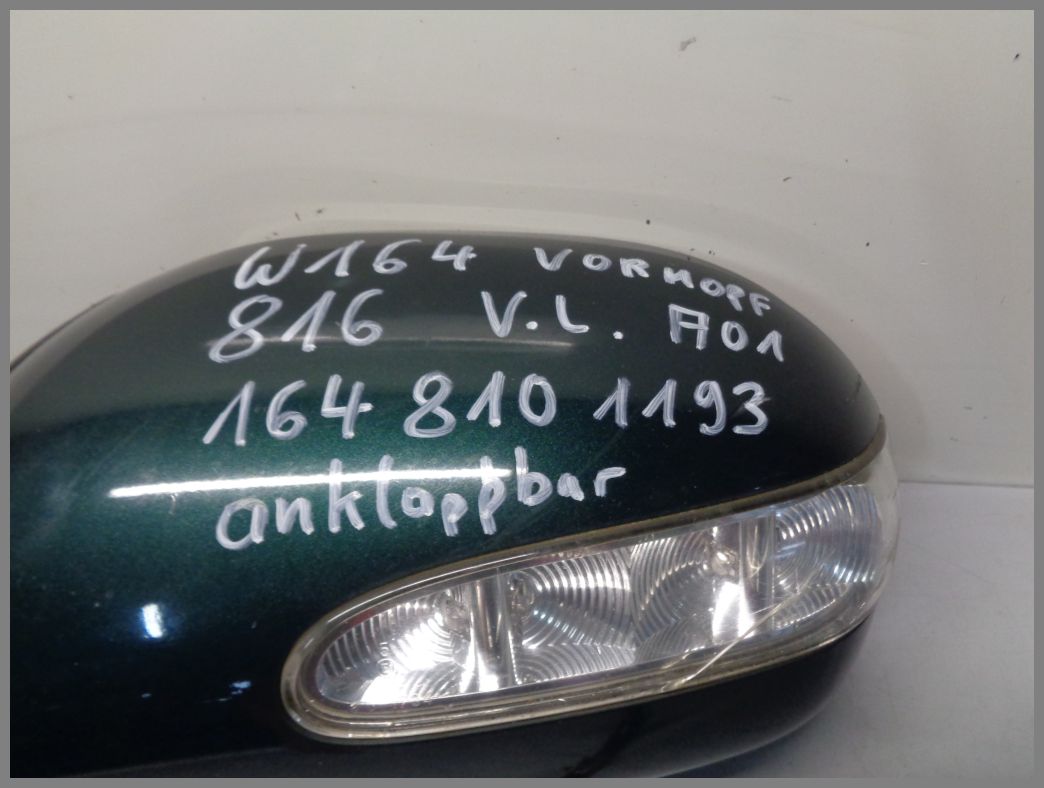 W164 VORMOPF
816 V.L. A01
164 810 1193
anklappbar